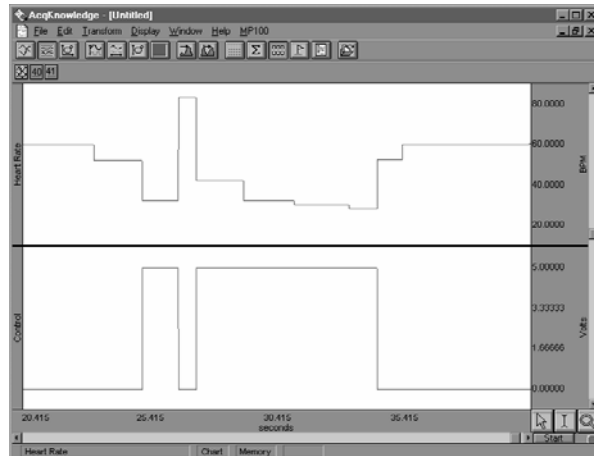 AcqKnowledge - [Untitled]
File Edit Transform Display Window Help MP100
40 41
Heart Rate
80.0000
60.0000
40.0000
20.0000
BPM
Control
5.00000
3.33333
1.66666
0.00000
Volts
20.415 25.415 30.415 35.415
seconds
Start
Heart Rate Chart Memory